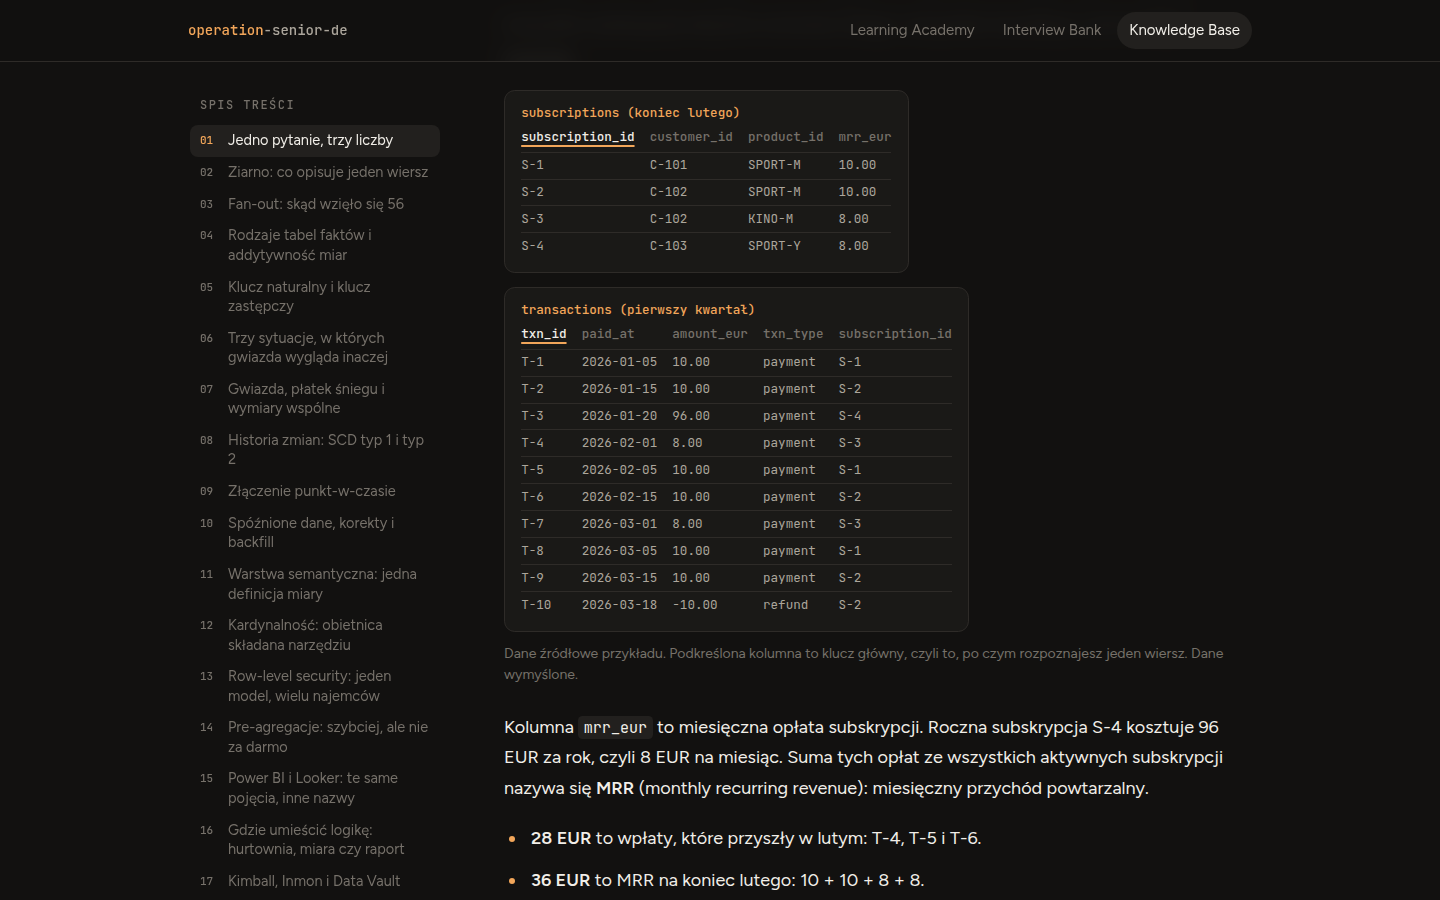 operation-senior-de
Learning Academy
Interview Bank
Knowledge Base
SPIS TREŚCI
01 Jedno pytanie, trzy liczby
02 Ziarno: co opisuje jeden wiersz
03 Fan-out: skąd wzięło się 56
04 Rodzaje tabel faktów i
addytywność miar
05 Klucz naturalny i klucz
zastępczy
06 Trzy sytuacje, w których
gwiazda wygląda inaczej
07 Gwiazda, płatek śniegu i
wymiary wspólne
08 Historia zmian: SCD typ 1 i typ
2
09 Złączenie punkt-w-czasie
10 Spóźnione dane, korekty i
backfill
11 Warstwa semantyczna: jedna
definicja miary
12 Kardynalność: obietnica
składana narzędziu
13 Row-level security: jeden
model, wielu najemców
14 Pre-agregacje: szybciej, ale nie
za darmo
15 Power BI i Looker: te same
pojęcia, inne nazwy
16 Gdzie umieścić logikę:
hurtownia, miara czy raport
17 Kimball, Inmon i Data Vault
subscriptions (koniec lutego)
subscription_id customer_id product_id mrr_eur
S-1 C-101 SPORT-M 10.00
S-2 C-102 SPORT-M 10.00
S-3 C-102 KINO-M 8.00
S-4 C-103 SPORT-Y 8.00
transactions (pierwszy kwartał)
txn_id paid_at amount_eur txn_type subscription_id
T-1 2026-01-05 10.00 payment S-1
T-2 2026-01-15 10.00 payment S-2
T-3 2026-01-20 96.00 payment S-4
T-4 2026-02-01 8.00 payment S-3
T-5 2026-02-05 10.00 payment S-1
T-6 2026-02-15 10.00 payment S-2
T-7 2026-03-01 8.00 payment S-3
T-8 2026-03-05 10.00 payment S-1
T-9 2026-03-15 10.00 payment S-2
T-10 2026-03-18 -10.00 refund S-2
Dane źródłowe przykładu. Podkreślona kolumna to klucz główny, czyli to, po czym rozpoznajesz jeden wiersz. Dane
wymyślone.
Kolumna mrr_eur to miesięczna opłata subskrypcji. Roczna subskrypcja S-4 kosztuje 96
EUR za rok, czyli 8 EUR na miesiąc. Suma tych opłat ze wszystkich aktywnych subskrypcji
nazywa się MRR (monthly recurring revenue): miesięczny przychód powtarzalny.
• 28 EUR to wpłaty, które przyszły w lutym: T-4, T-5 i T-6.
• 36 EUR to MRR na koniec lutego: 10 + 10 + 8 + 8.